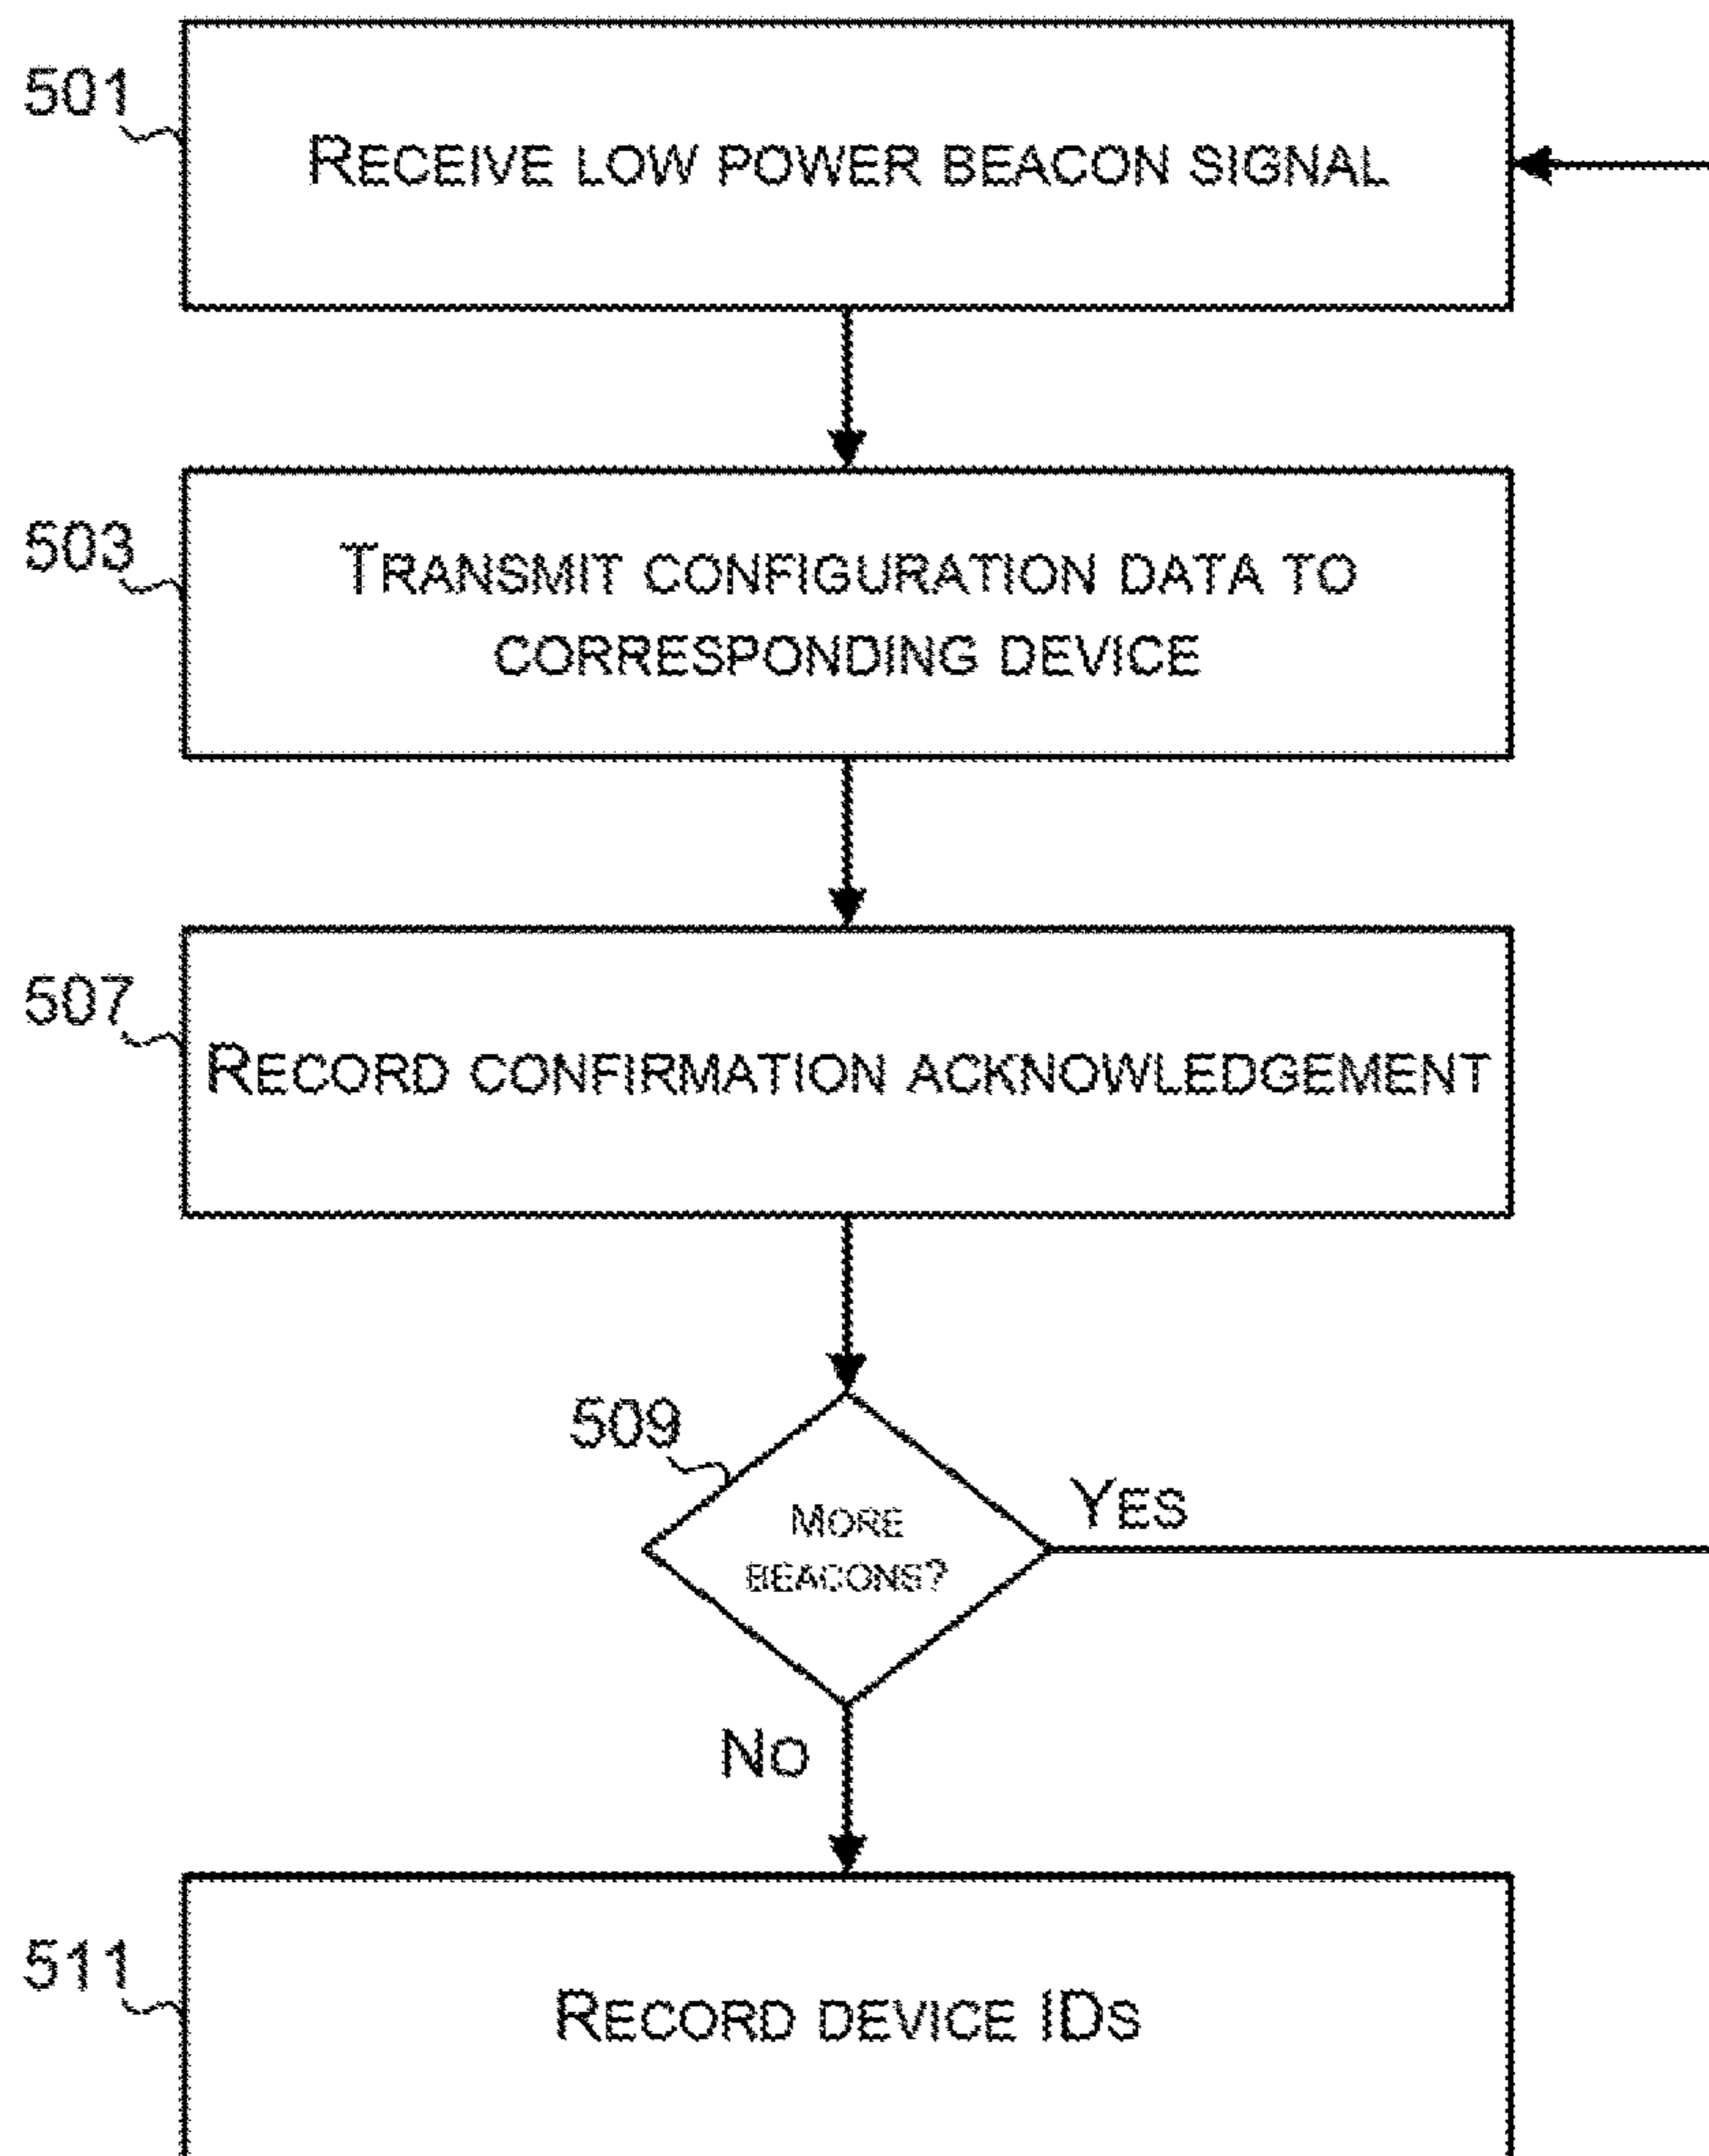 501
RECEIVE LOW POWER BEACON SIGNAL
503
TRANSMIT CONFIGURATION DATA TO
CORRESPONDING DEVICE
507
RECORD CONFIRMATION ACKNOWLEDGEMENT
509
MORE
BEACONS?
YES
NO
511
RECORD DEVICE IDS